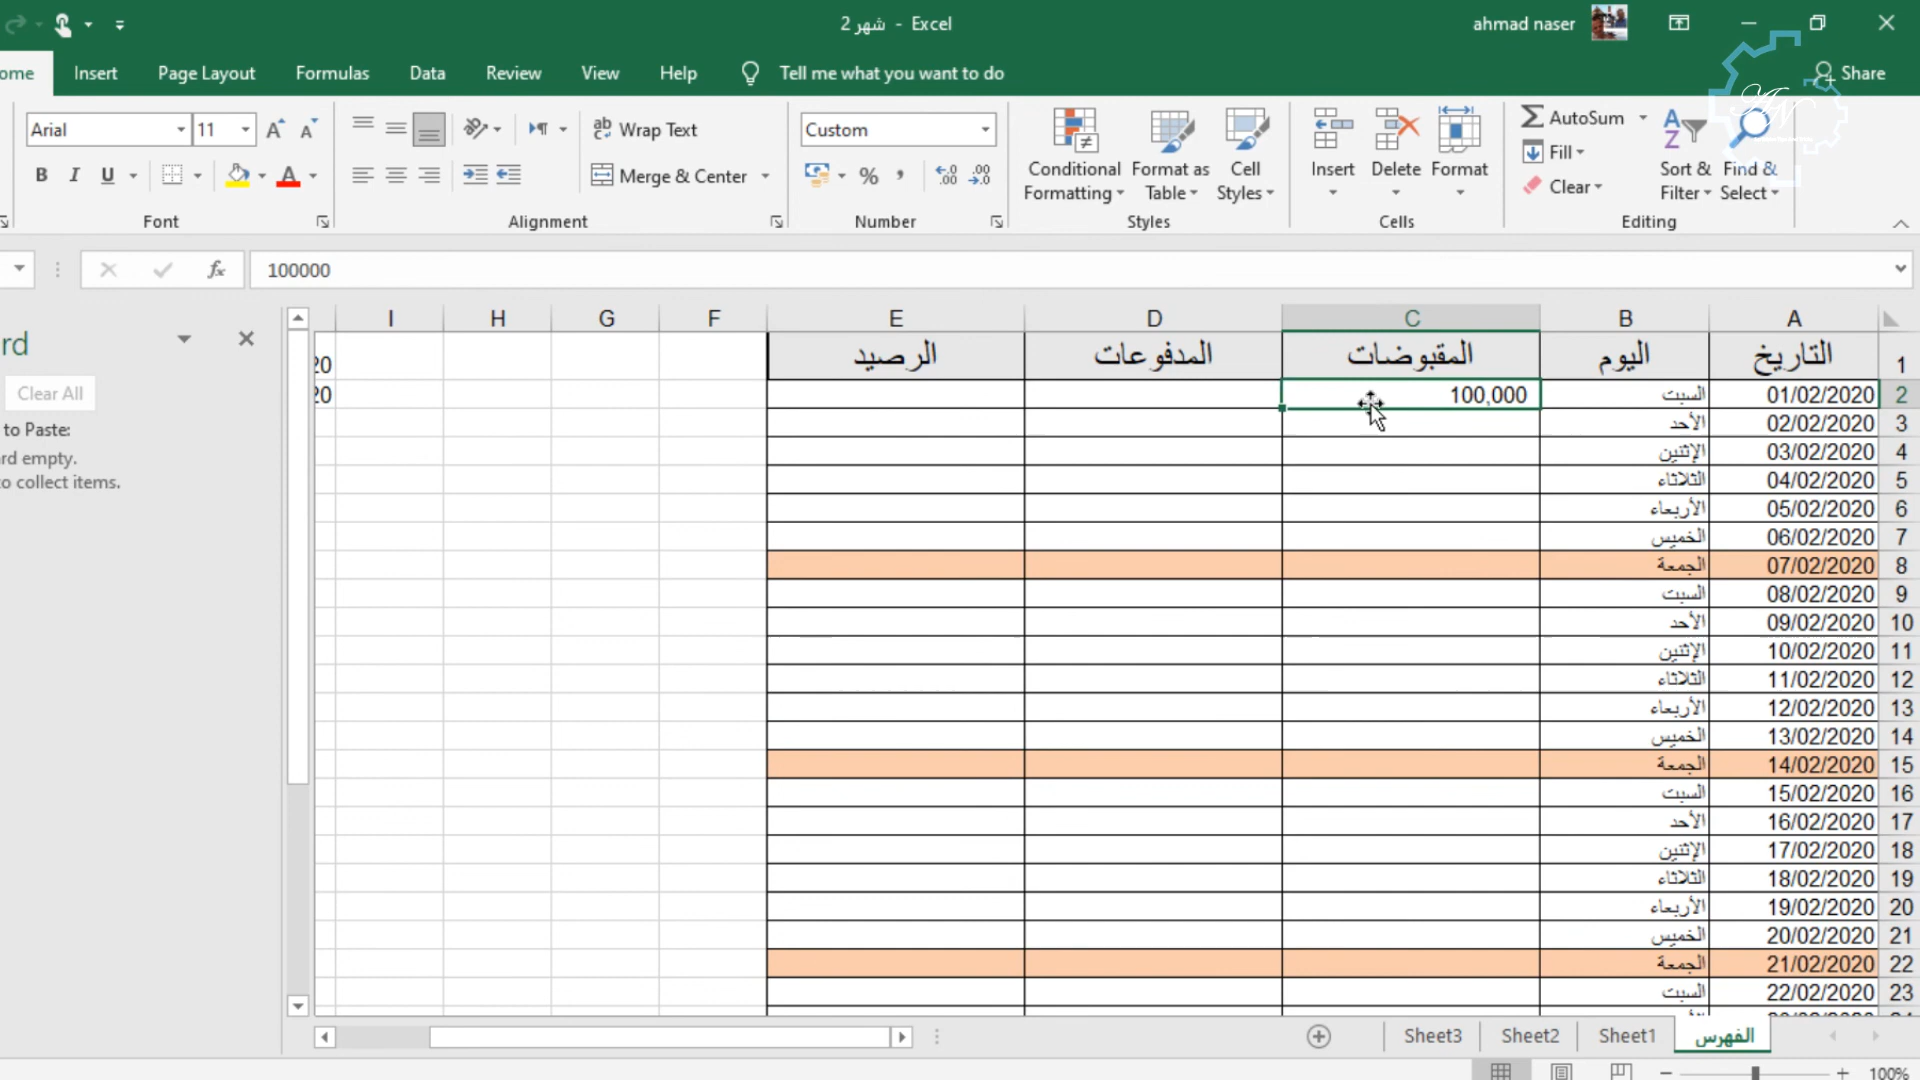 شهر 2 - Excel
ahmad naser
ome Insert Page Layout Formulas Data Review View Help Tell me what you want to do Share
Arial 11 Wrap Text Custom
B I U Merge & Center
Conditional Formatting
Format as Table
Cell Styles
Insert Delete Format
AutoSum
Fill
Clear
Sort & Filter
Find & Select
Font Alignment Number Styles Cells Editing
fx 100000
rd
Clear All
to Paste:
rd empty.
o collect items.
A B C D E F G H I
1 التاريخ اليوم المقبوضات المدفوعات الرصيد 20
2 01/02/2020 السبت 100,000 20
3 02/02/2020 الأحد
4 03/02/2020 الإثنين
5 04/02/2020 الثلاثاء
6 05/02/2020 الأربعاء
7 06/02/2020 الخميس
8 07/02/2020 الجمعة
9 08/02/2020 السبت
10 09/02/2020 الأحد
11 10/02/2020 الإثنين
12 11/02/2020 الثلاثاء
13 12/02/2020 الأربعاء
14 13/02/2020 الخميس
15 14/02/2020 الجمعة
16 15/02/2020 السبت
17 16/02/2020 الأحد
18 17/02/2020 الإثنين
19 18/02/2020 الثلاثاء
20 19/02/2020 الأربعاء
21 20/02/2020 الخميس
22 21/02/2020 الجمعة
23 22/02/2020 السبت
الفهرس Sheet1 Sheet2 Sheet3
100%